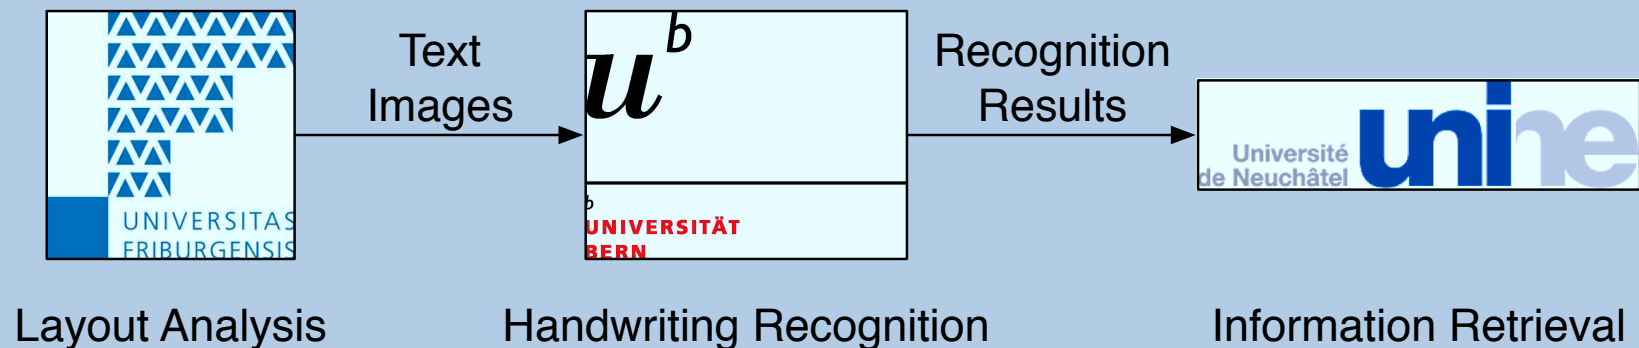 UNIVERSITAS
FRIBURGENSIS
Text
Images
u b
b
UNIVERSITÄT
BERN
Recognition
Results
Université
de Neuchâtel
unine
Layout Analysis
Handwriting Recognition
Information Retrieval